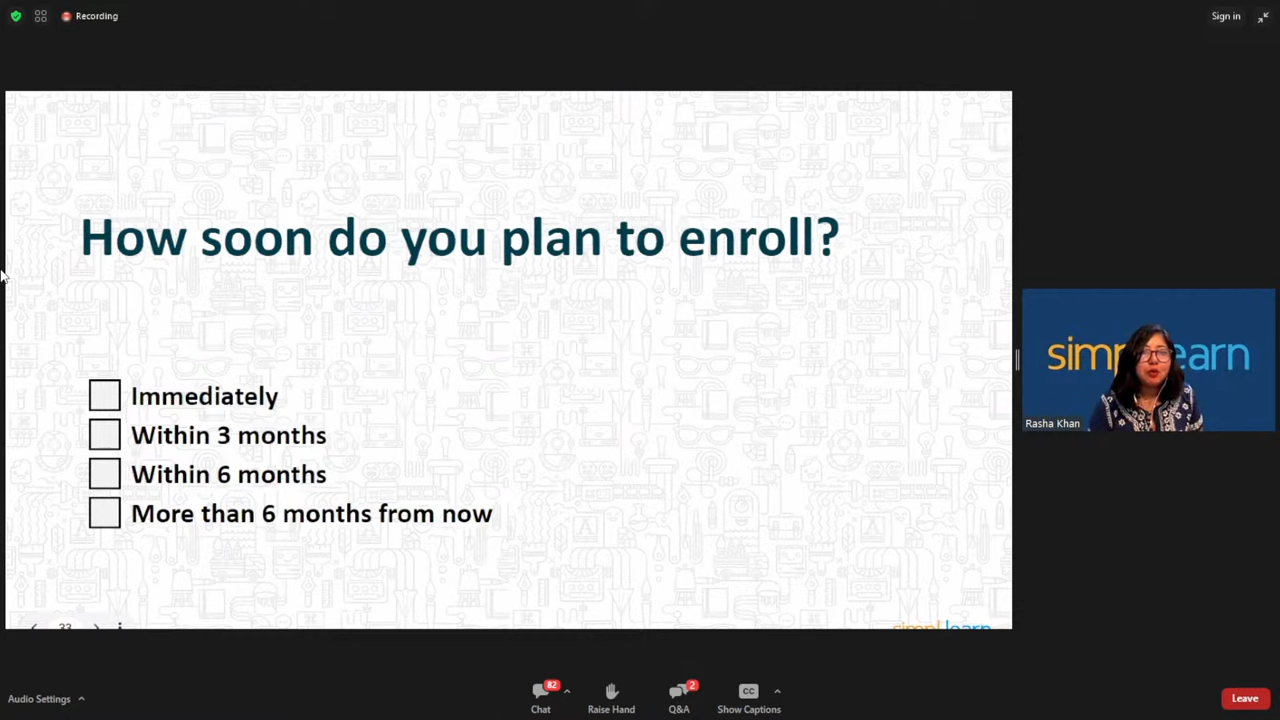 Recording
Sign in
How soon do you plan to enroll?
Immediately
Within 3 months
Within 6 months
More than 6 months from now
33
simplilearn
Rasha Khan
Audio Settings
82
Chat
Raise Hand
2
Q&A
CC
Show Captions
Leave